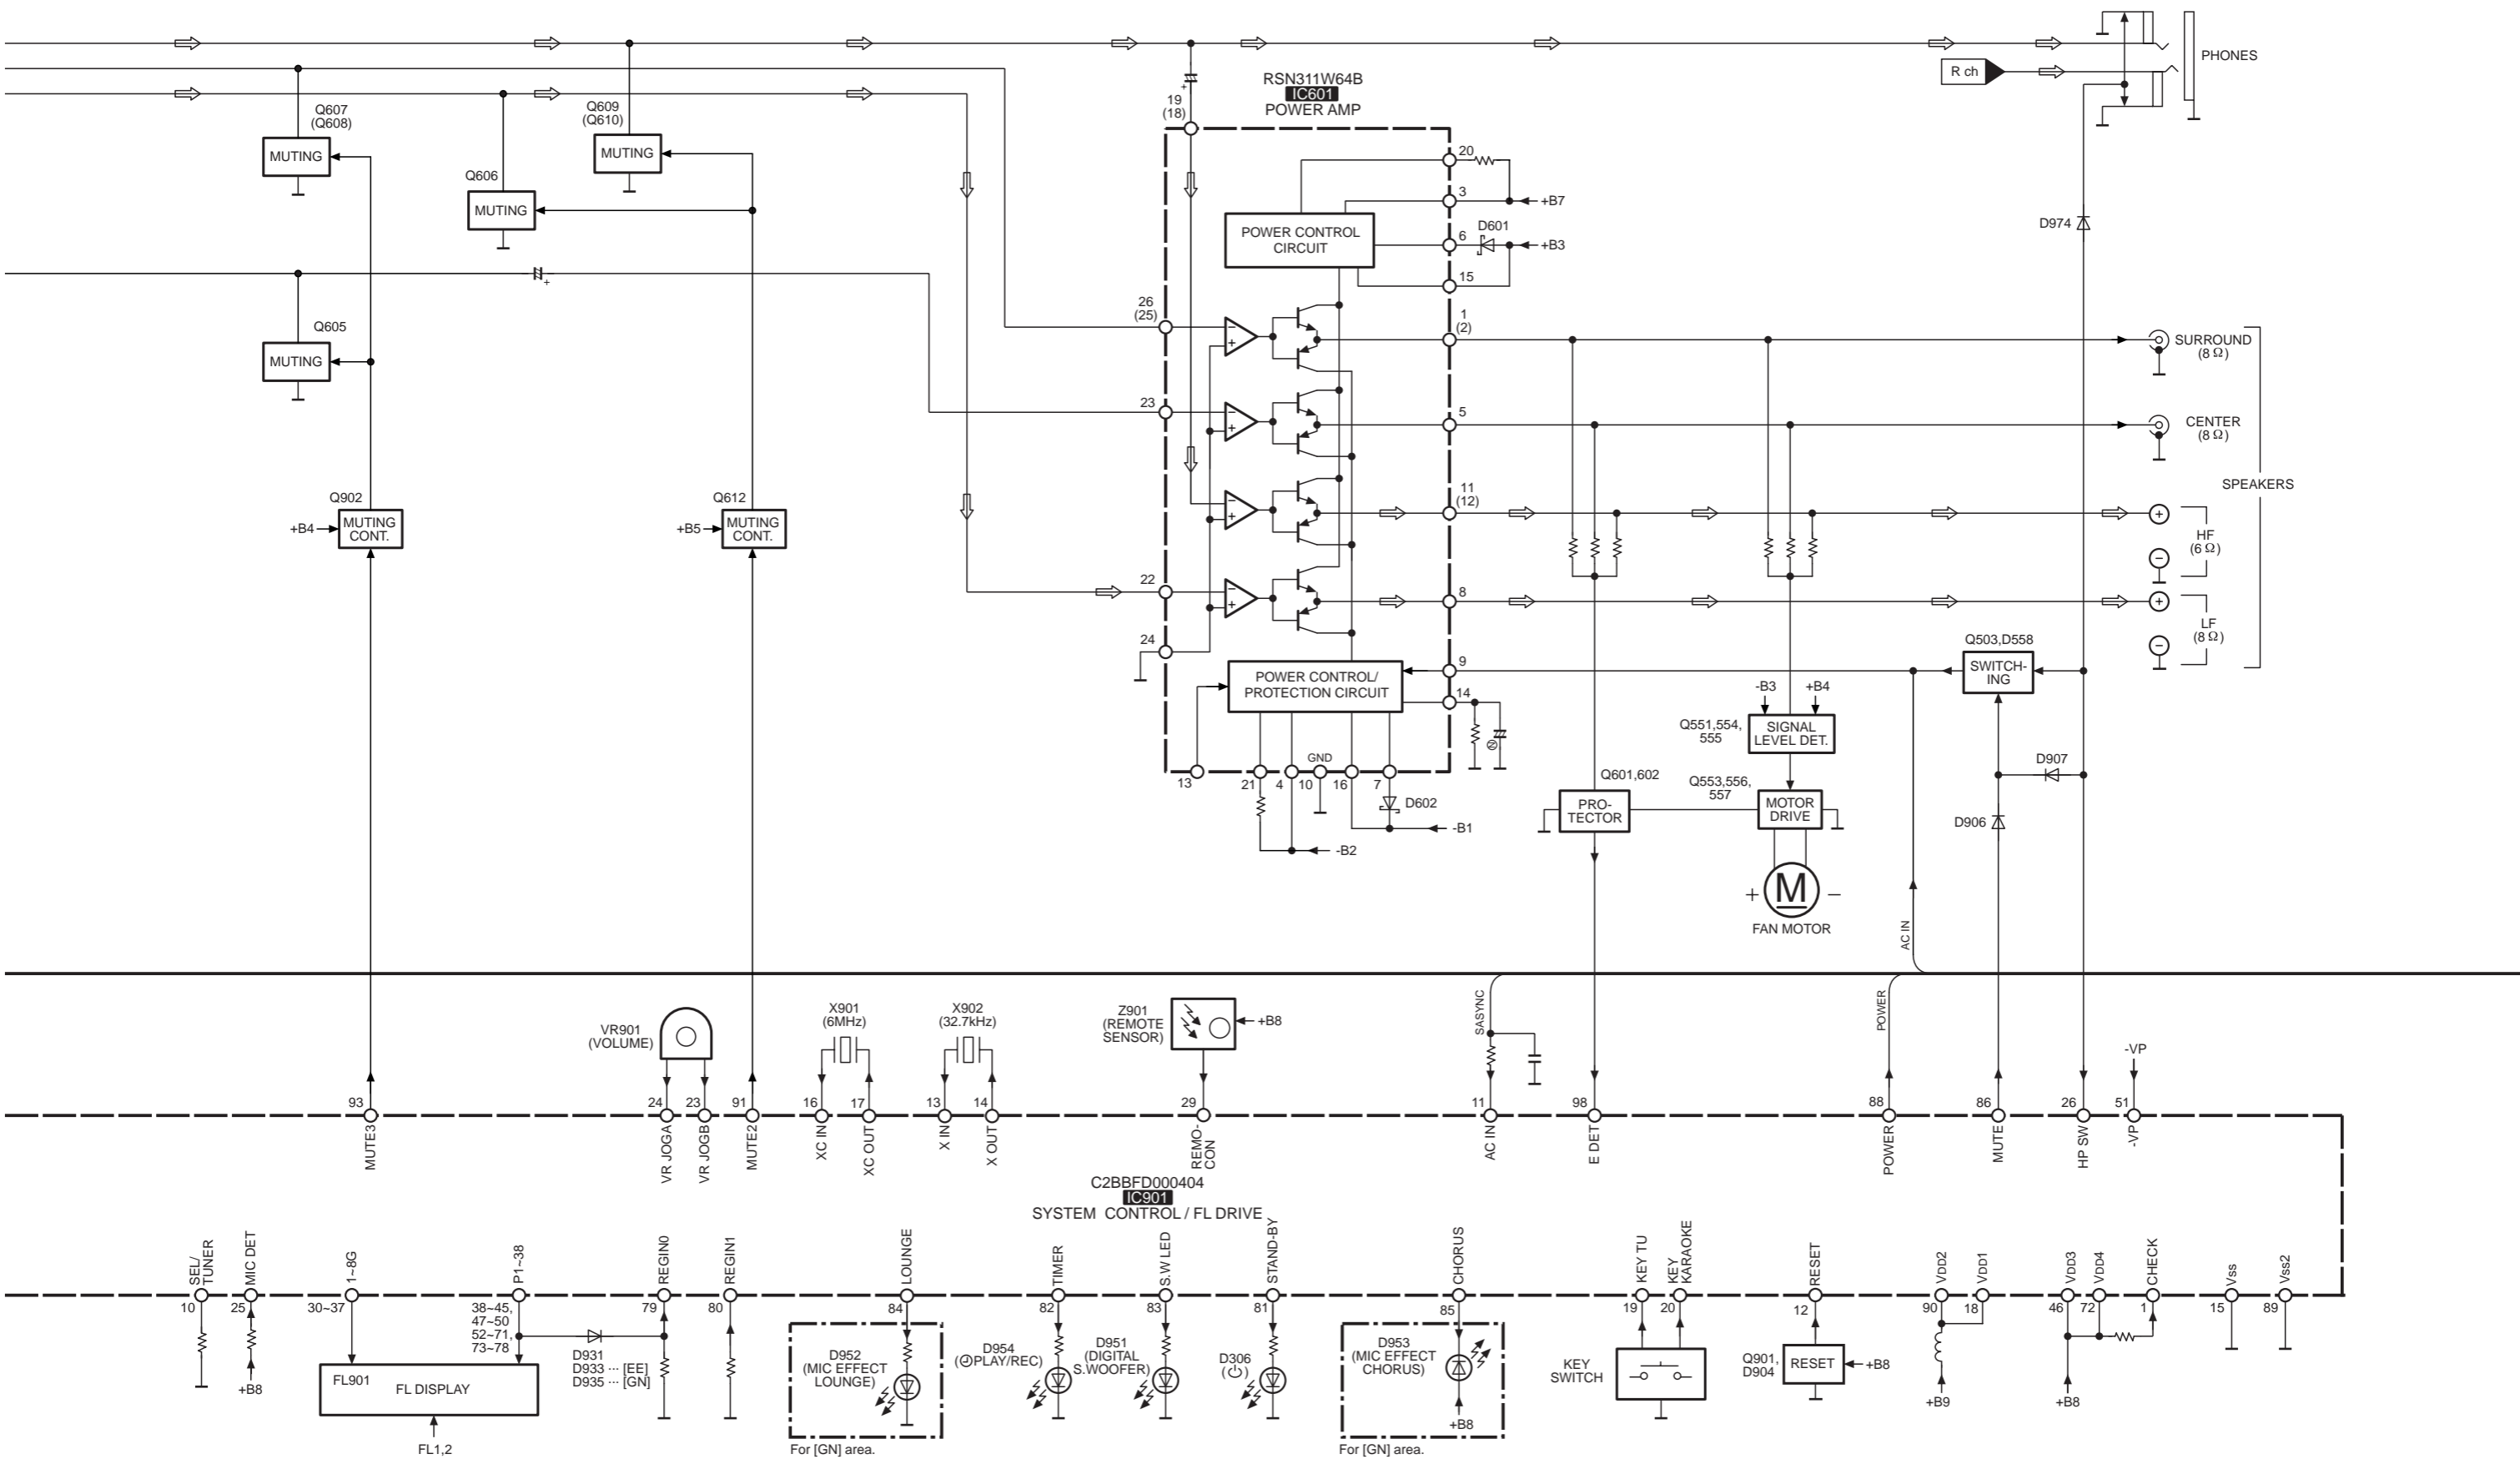 PHONES
R ch
RSN311W64B
IC601
POWER AMP
19
(18)
Q607
(Q608)
MUTING
Q609
(Q610)
MUTING
Q606
MUTING
20
3
+B7
POWER CONTROL
CIRCUIT
6
D601
+B3
15
D974
+
26
(25)
1
(2)
SURROUND
(8 Ω)
Q605
MUTING
23
5
CENTER
(8 Ω)
SPEAKERS
11
(12)
HF
(6 Ω)
Q902
+B4
MUTING
CONT.
Q612
+B5
MUTING
CONT.
22
8
LF
(8 Ω)
24
9
Q503,D558
SWITCH-
ING
POWER CONTROL/
PROTECTION CIRCUIT
14
-B3
+B4
Q551,554,
555
SIGNAL
LEVEL DET.
GND
13
21
4
10
16
7
D602
-B1
-B2
Q601,602
PRO-
TECTOR
Q553,556,
557
MOTOR
DRIVE
D907
D906
+ M −
FAN MOTOR
AC IN
VR901
(VOLUME)
X901
(6MHz)
X902
(32.7kHz)
Z901
(REMOTE
SENSOR)
+B8
SASYNC
POWER
-VP
93
24
23
91
16
17
13
14
29
11
98
88
86
26
51
MUTE3
VR JOGA
VR JOGB
MUTE2
XC IN
XC OUT
X IN
X OUT
REMO-
CON
AC IN
E DET
POWER
MUTE
HP SW
-VP
C2BBFD000404
IC901
SYSTEM CONTROL / FL DRIVE
SEL/
TUNER
MIC DET
1~8G
P1~38
REGIN0
REGIN1
LOUNGE
TIMER
S.W LED
STAND-BY
CHORUS
KEY TU
KEY
KARAOKE
RESET
VDD2
VDD1
VDD3
VDD4
CHECK
Vss
Vss2
10
25
30~37
38~45,
47~50
52~71,
73~78
79
80
84
82
83
81
85
19
20
12
90
18
46
72
1
15
89
+B8
FL901
FL DISPLAY
FL1,2
D931
D933 ··· [EE]
D935 ··· [GN]
D952
(MIC EFFECT
LOUNGE)
For [GN] area.
D954
(PLAY/REC)
D951
(DIGITAL
S.WOOFER)
D306
(⏻)
D953
(MIC EFFECT
CHORUS)
+B8
For [GN] area.
KEY
SWITCH
Q901,
D904
RESET
+B8
+B9
+B8